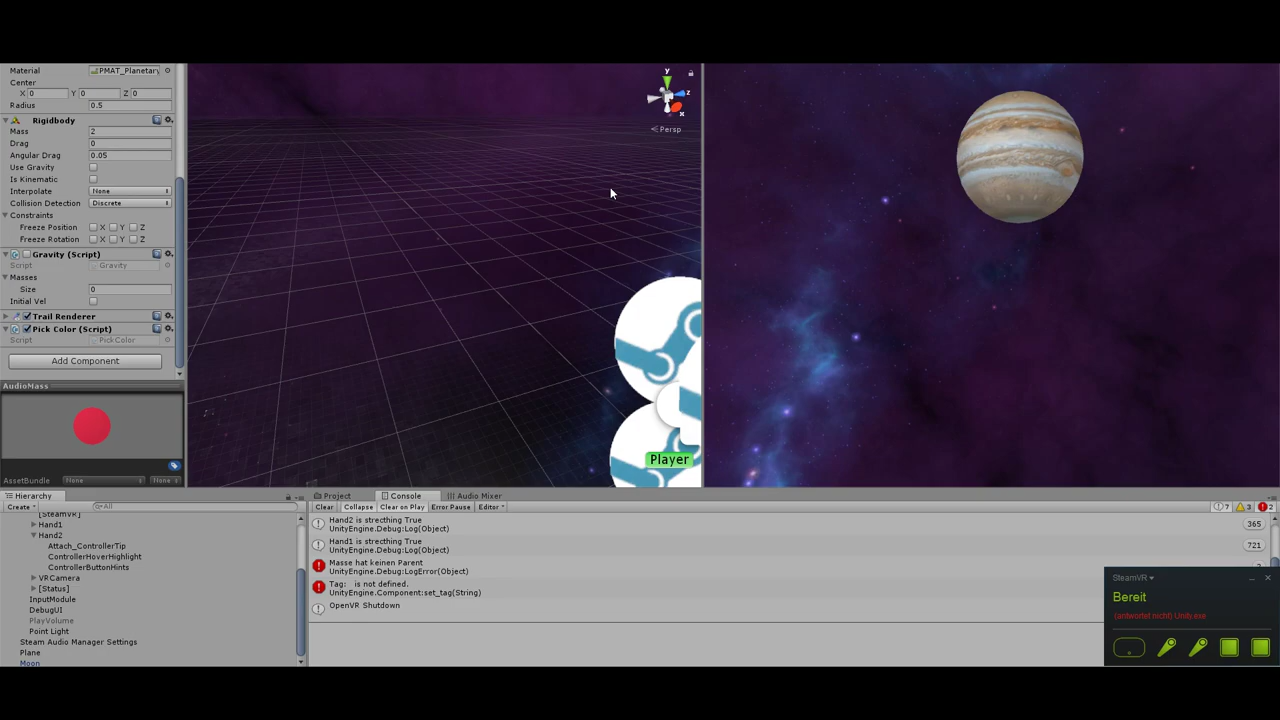 Material PMAT_Planetary
Center
X 0 Y 0 Z 0
Radius 0.5
Rigidbody
Mass 2
Drag 0
Angular Drag 0.05
Use Gravity
Is Kinematic
Interpolate None
Collision Detection Discrete
Constraints
Freeze Position X Y Z
Freeze Rotation X Y Z
Gravity (Script)
Script Gravity
Masses
Size 0
Initial Vel
Trail Renderer
Pick Color (Script)
Script PickColor
Add Component
AudioMass
AssetBundle None None
y
z
x
Persp
Player
Hierarchy
Create All
[SteamVR]
Hand1
Hand2
Attach_ControllerTip
ControllerHoverHighlight
ControllerButtonHints
VRCamera
[Status]
InputModule
DebugUI
PlayVolume
Point Light
Steam Audio Manager Settings
Plane
Moon
Project Console Audio Mixer
Clear Collapse Clear on Play Error Pause Editor 7 3 2
Hand2 is strecthing True
UnityEngine.Debug:Log(Object)
365
Hand1 is strecthing True
UnityEngine.Debug:Log(Object)
721
Masse hat keinen Parent
UnityEngine.Debug:LogError(Object)
Tag: is not defined.
UnityEngine.Component:set_tag(String)
OpenVR Shutdown
SteamVR
Bereit
(antwortet nicht) Unity.exe